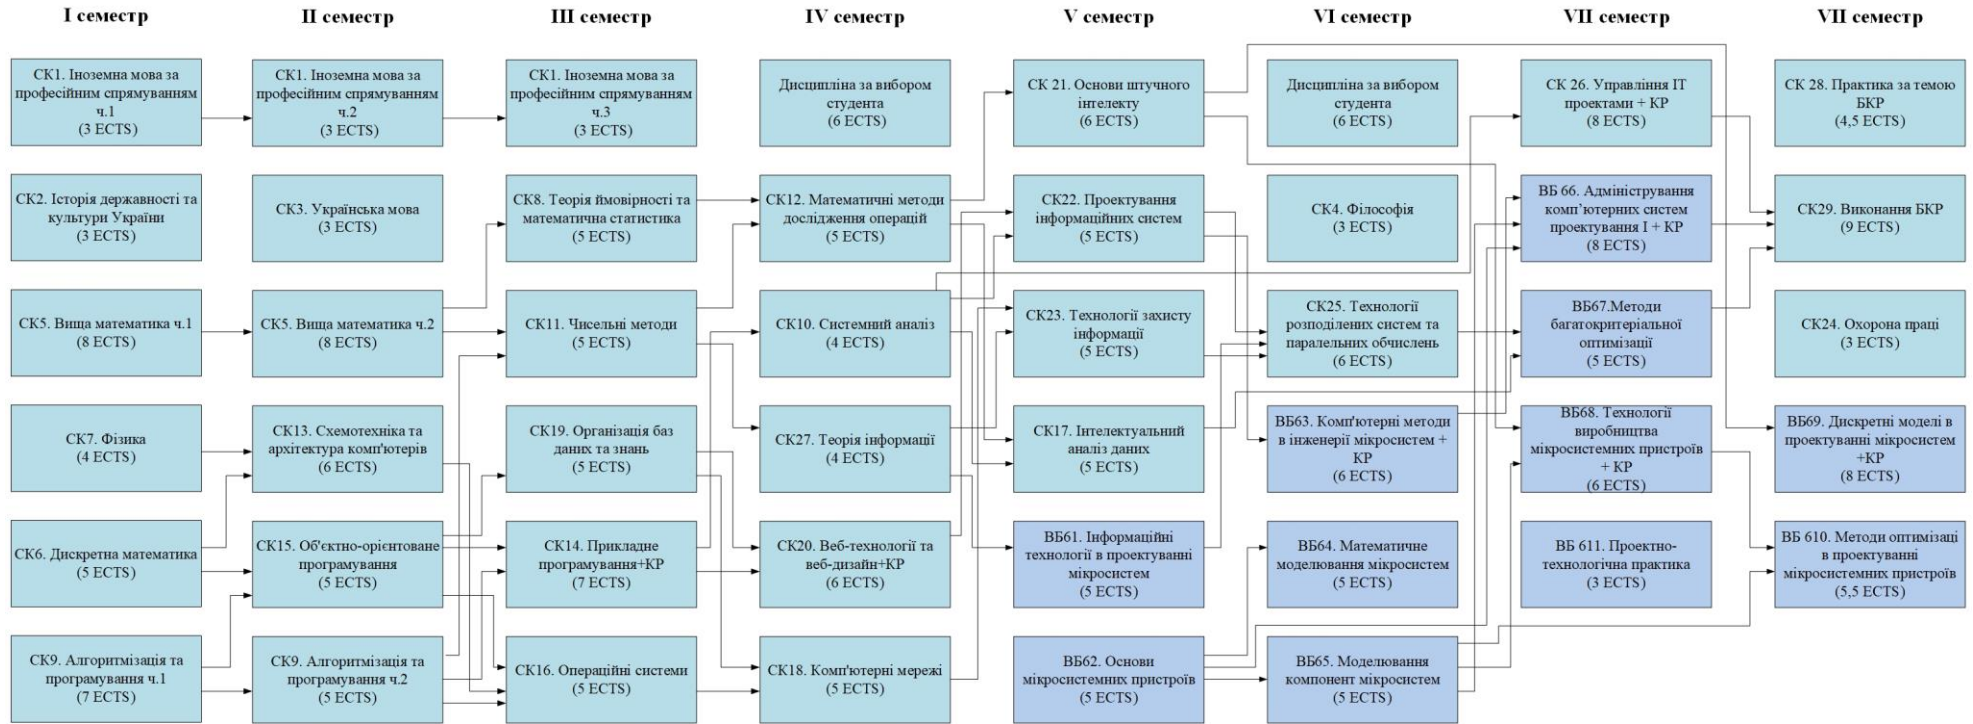 I семестр
II семестр
III семестр
IV семестр
V семестр
VI семестр
VII семестр
VII семестр
СК1. Іноземна мова за
професійним спрямуванням
ч.1
(3 ECTS)
СК1. Іноземна мова за
професійним спрямуванням
ч.2
(3 ECTS)
СК1. Іноземна мова за
професійним спрямуванням
ч.3
(3 ECTS)
Дисципліна за вибором
студента
(6 ECTS)
СК 21. Основи штучного
інтелекту
(6 ECTS)
Дисципліна за вибором
студента
(6 ECTS)
СК 26. Управління ІТ
проектами + КР
(8 ECTS)
СК 28. Практика за темою
БКР
(4,5 ECTS)
СК2. Історія державності та
культури України
(3 ECTS)
СК3. Українська мова
(3 ECTS)
СК8. Теорія ймовірності та
математична статистика
(5 ECTS)
СК12. Математичні методи
дослідження операцій
(5 ECTS)
СК22. Проектування
інформаційних систем
(5 ECTS)
СК4. Філософія
(3 ECTS)
ВБ 66. Адміністрування
комп’ютерних систем
проектування І + КР
(8 ECTS)
СК29. Виконання БКР
(9 ECTS)
СК5. Вища математика ч.1
(8 ECTS)
СК5. Вища математика ч.2
(8 ECTS)
СК11. Чисельні методи
(5 ECTS)
СК10. Системний аналіз
(4 ECTS)
СК23. Технології захисту
інформації
(5 ECTS)
СК25. Технології
розподілених систем та
паралельних обчислень
(6 ECTS)
ВБ67.Методи
багатокритеріальної
оптимізації
(5 ECTS)
СК24. Охорона праці
(3 ECTS)
СК7. Фізика
(4 ECTS)
СК13. Схемотехніка та
архітектура комп'ютерів
(6 ECTS)
СК19. Організація баз
даних та знань
(5 ECTS)
СК27. Теорія інформації
(4 ECTS)
СК17. Інтелектуальний
аналіз даних
(5 ECTS)
ВБ63. Комп'ютерні методи
в інженерії мікросистем +
КР
(6 ECTS)
ВБ68. Технології
виробництва
мікросистемних пристроїв
+ КР
(6 ECTS)
ВБ69. Дискретні моделі в
проектуванні мікросистем
+КР
(8 ECTS)
СК6. Дискретна математика
(5 ECTS)
СК15. Об'єктно-орієнтоване
програмування
(5 ECTS)
СК14. Прикладне
програмування+КР
(7 ECTS)
СК20. Веб-технології та
веб-дизайн+КР
(6 ECTS)
ВБ61. Інформаційні
технології в проектуванні
мікросистем
(5 ECTS)
ВБ64. Математичне
моделювання мікросистем
(5 ECTS)
ВБ 611. Проектно-
технологічна практика
(3 ECTS)
ВБ 610. Методи оптимізаці
в проектуванні
мікросистемних пристроїв
(5,5 ECTS)
СК9. Алгоритмізація та
програмування ч.1
(7 ECTS)
СК9. Алгоритмізація та
програмування ч.2
(5 ECTS)
СК16. Операційні системи
(5 ECTS)
СК18. Комп'ютерні мережі
(5 ECTS)
ВБ62. Основи
мікросистемних пристроїв
(5 ECTS)
ВБ65. Моделювання
компонент мікросистем
(5 ECTS)